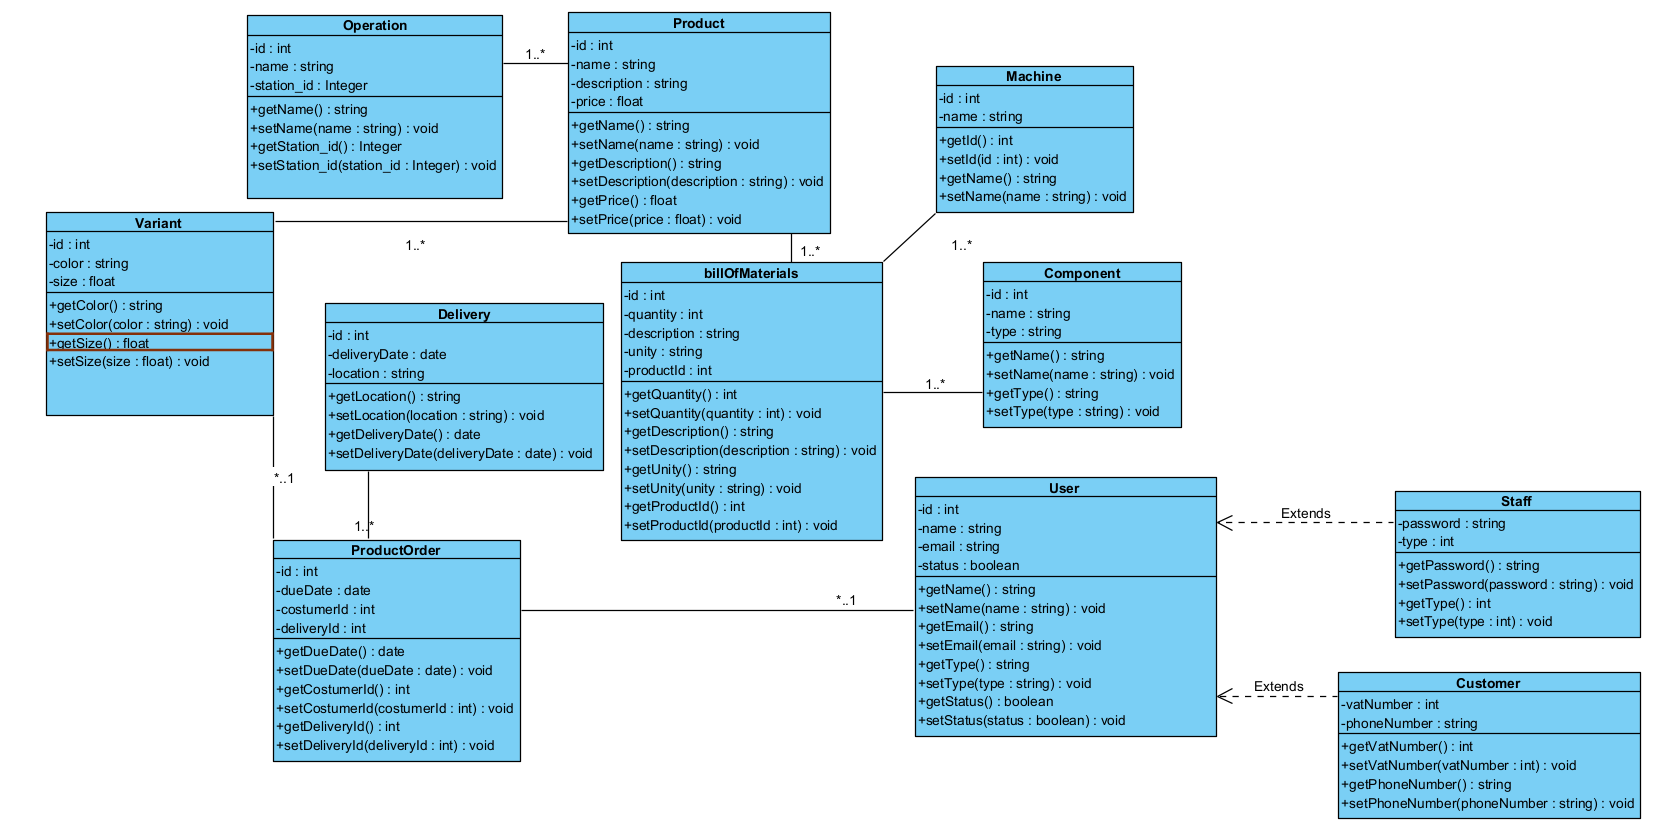 Operation
-id : int
-name : string
-station_id : Integer
+getName() : string
+setName(name : string) : void
+getStation_id() : Integer
+setStation_id(station_id : Integer) : void
1..*
Product
-id : int
-name : string
-description : string
-price : float
+getName() : string
+setName(name : string) : void
+getDescription() : string
+setDescription(description : string) : void
+getPrice() : float
+setPrice(price : float) : void
Machine
-id : int
-name : string
+getId() : int
+setId(id : int) : void
+getName() : string
+setName(name : string) : void
Variant
-id : int
-color : string
-size : float
+getColor() : string
+setColor(color : string) : void
+getSize() : float
+setSize(size : float) : void
1..*
1..*
1..*
billOfMaterials
-id : int
-quantity : int
-description : string
-unity : string
-productId : int
+getQuantity() : int
+setQuantity(quantity : int) : void
+getDescription() : string
+setDescription(description : string) : void
+getUnity() : string
+setUnity(unity : string) : void
+getProductId() : int
+setProductId(productId : int) : void
1..*
Component
-id : int
-name : string
-type : string
+getName() : string
+setName(name : string) : void
+getType() : string
+setType(type : string) : void
Delivery
-id : int
-deliveryDate : date
-location : string
+getLocation() : string
+setLocation(location : string) : void
+getDeliveryDate() : date
+setDeliveryDate(deliveryDate : date) : void
*..1
1..*
ProductOrder
-id : int
-dueDate : date
-costumerId : int
-deliveryId : int
+getDueDate() : date
+setDueDate(dueDate : date) : void
+getCostumerId() : int
+setCostumerId(costumerId : int) : void
+getDeliveryId() : int
+setDeliveryId(deliveryId : int) : void
*..1
User
-id : int
-name : string
-email : string
-status : boolean
+getName() : string
+setName(name : string) : void
+getEmail() : string
+setEmail(email : string) : void
+getType() : string
+setType(type : string) : void
+getStatus() : boolean
+setStatus(status : boolean) : void
Extends
Staff
-password : string
-type : int
+getPassword() : string
+setPassword(password : string) : void
+getType() : int
+setType(type : int) : void
Extends
Customer
-vatNumber : int
-phoneNumber : string
+getVatNumber() : int
+setVatNumber(vatNumber : int) : void
+getPhoneNumber() : string
+setPhoneNumber(phoneNumber : string) : void